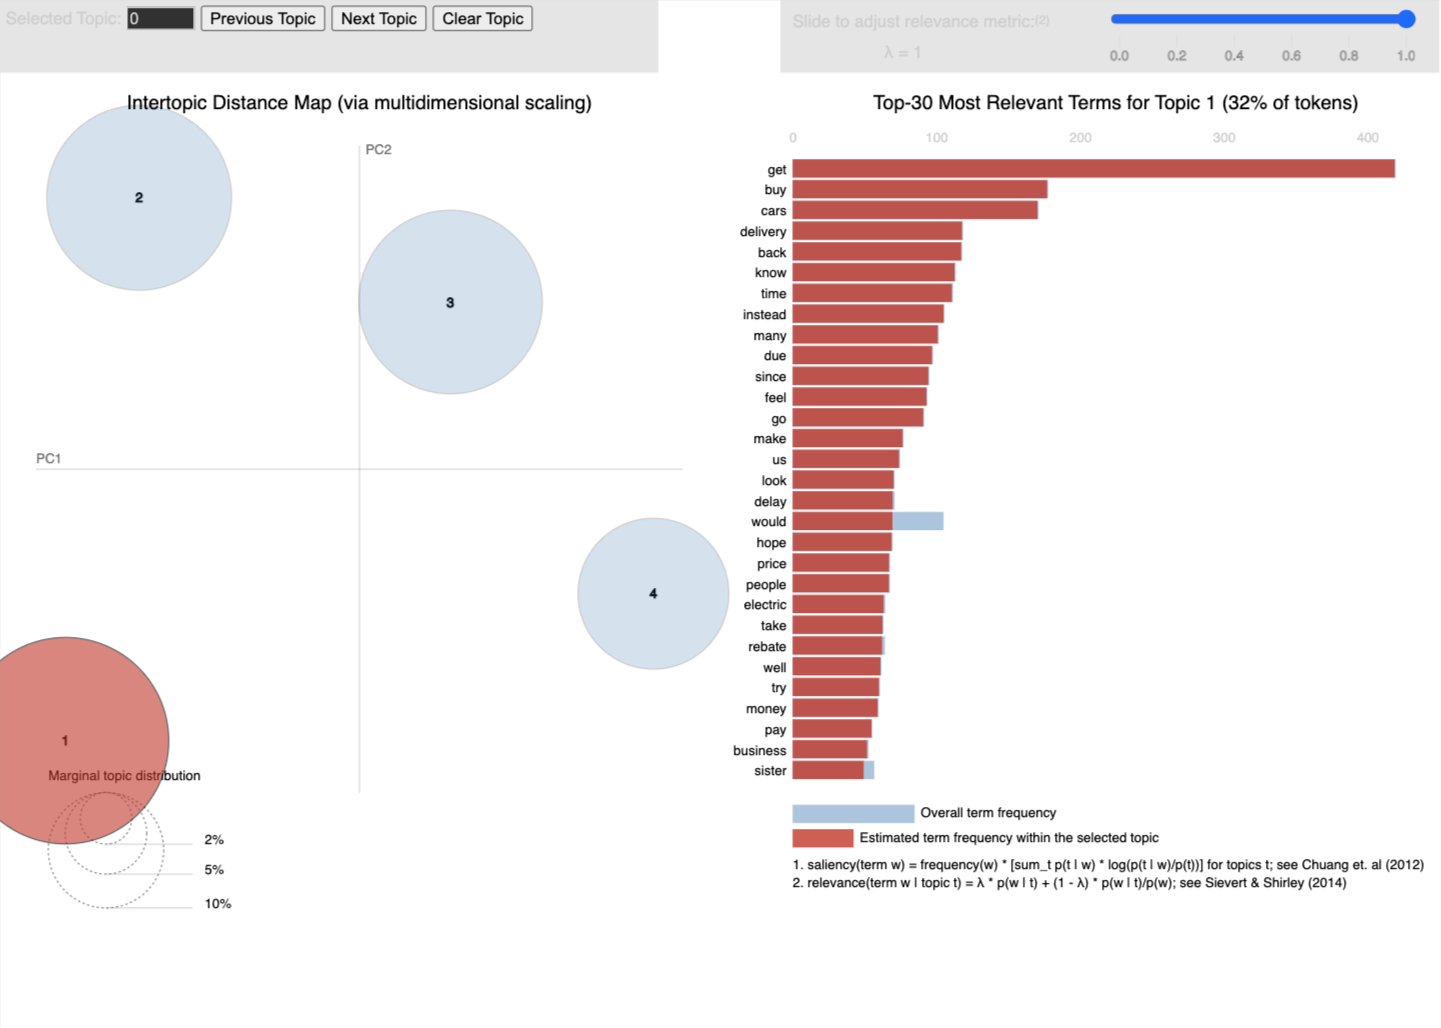 Selected Topic: 0 Previous Topic Next Topic Clear Topic
Slide to adjust relevance metric:(2)
λ = 1
0.0 0.2 0.4 0.6 0.8 1.0
Intertopic Distance Map (via multidimensional scaling)
PC2
PC1
2
3
4
1
Marginal topic distribution
2%
5%
10%
Top-30 Most Relevant Terms for Topic 1 (32% of tokens)
0 100 200 300 400
get
buy
cars
delivery
back
know
time
instead
many
due
since
feel
go
make
us
look
delay
would
hope
price
people
electric
take
rebate
well
try
money
pay
business
sister
Overall term frequency
Estimated term frequency within the selected topic
1. saliency(term w) = frequency(w) * [sum_t p(t | w) * log(p(t | w)/p(t))] for topics t; see Chuang et. al (2012)
2. relevance(term w | topic t) = λ * p(w | t) + (1 - λ) * p(w | t)/p(w); see Sievert & Shirley (2014)